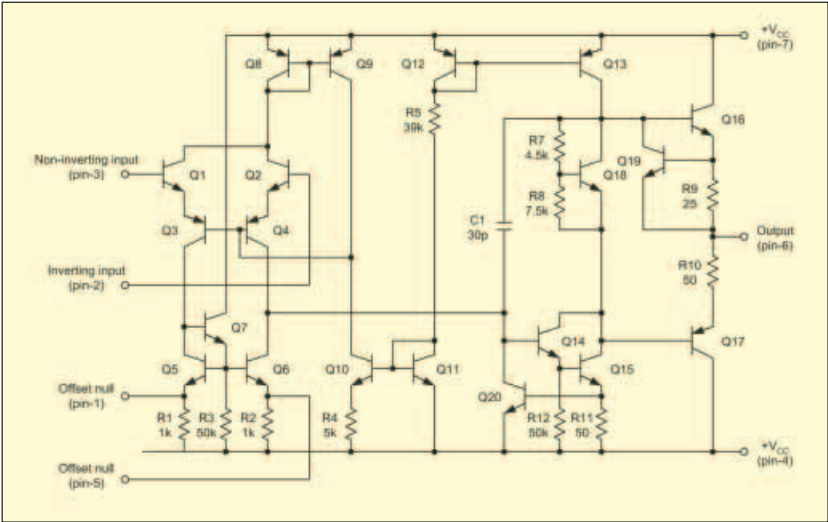 +VCC
(pin-7)
Q8
Q9
Q12
Q13
R5
39k
Q16
R7
4.5k
Q19
Non-inverting input
(pin-3)
Q1
Q2
Q18
R9
25
R8
7.5k
C1
30p
Q3
Q4
Output
(pin-6)
R10
50
Inverting input
(pin-2)
Q7
Q14
Q17
Q5
Q6
Q10
Q11
Q15
Offset null
(pin-1)
Q20
R1
1k
R3
50k
R2
1k
R4
5k
R12
50k
R11
50
+VCC
(pin-4)
Offset null
(pin-5)